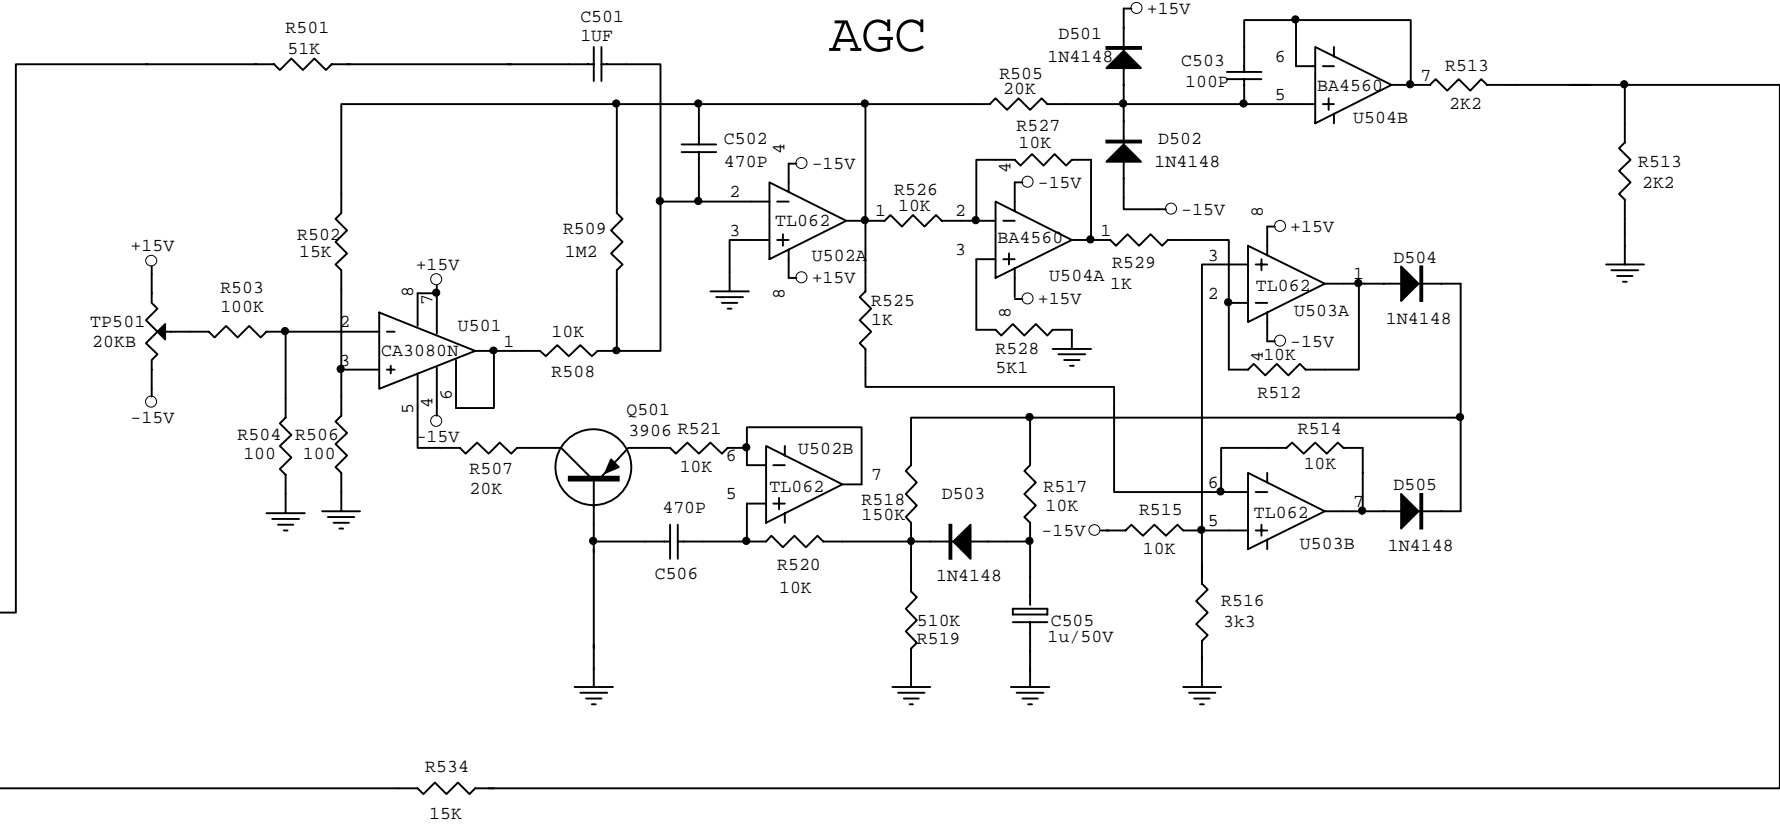 AGC
R501
51K
C501
1UF
D501
1N4148
+15V
C503
100P
6
5
BA4560
7
U504B
R513
2K2
R505
20K
R527
10K
D502
1N4148
-15V
R513
2K2
C502
470P
4
-15V
2
3
TL062
U502A
+15V
8
R526
10K
1
2
3
4
-15V
BA4560
U504A
+15V
8
1
R529
1K
R528
5K1
8
+15V
3
2
TL062
U503A
1
-15V
4
10K
R512
D504
1N4148
R502
15K
R509
1M2
+15V
R503
100K
TP501
20KB
-15V
+15V
8
7
2
3
CA3080N
U501
1
5
4
6
-15V
10K
R508
R525
1K
R504
100
R506
100
R507
20K
Q501
3906
R521
10K
6
5
U502B
TL062
7
470P
C506
R520
10K
R518
150K
D503
1N4148
R517
10K
-15V
R515
10K
R514
10K
6
5
TL062
7
U503B
D505
1N4148
510K
R519
C505
1u/50V
R516
3k3
R534
15K